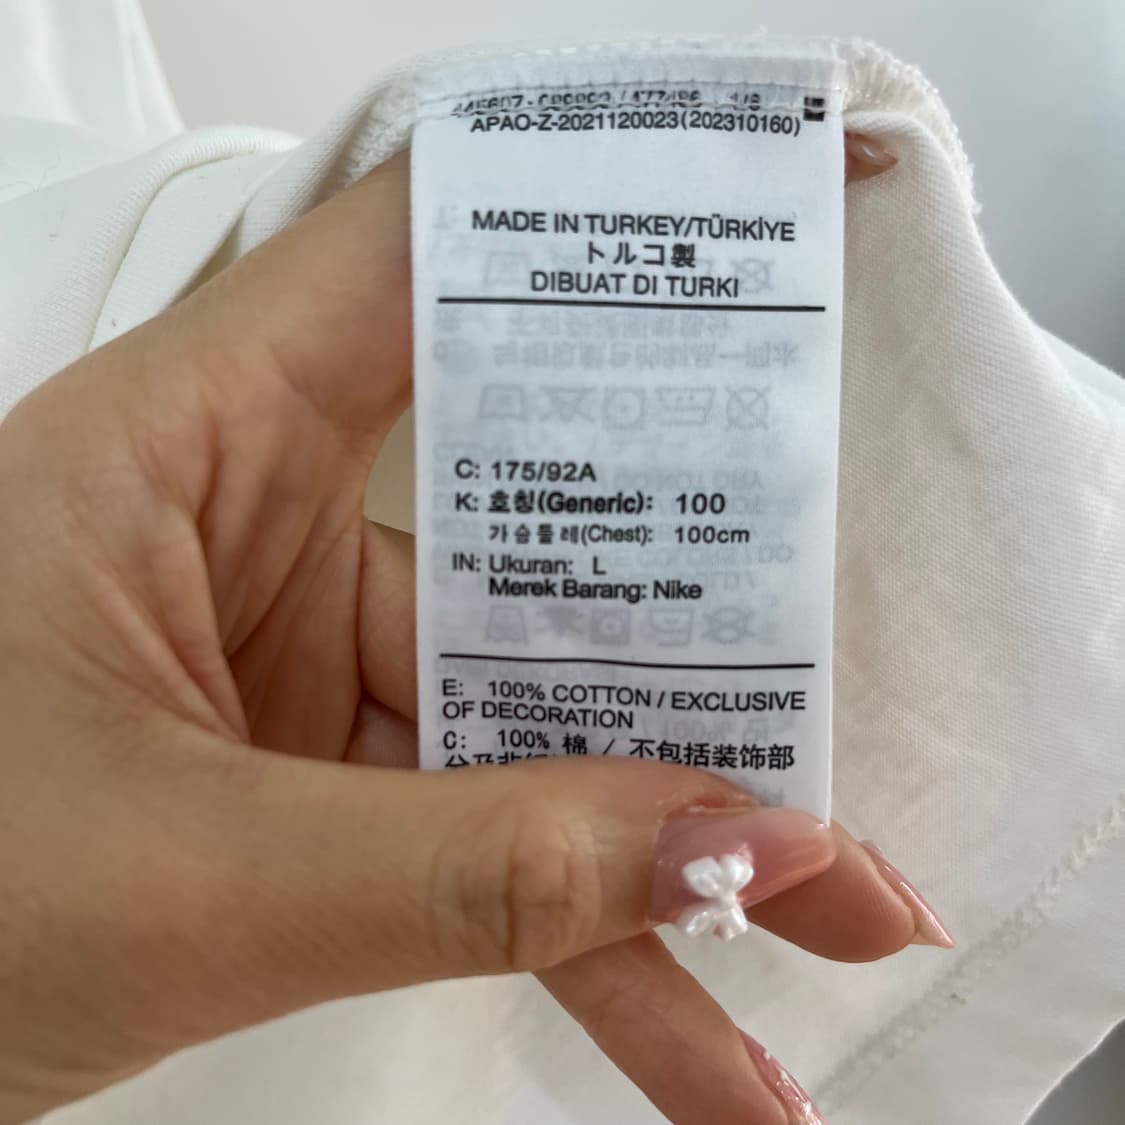 APAO-Z-2021120023(202310160)
MADE IN TURKEY/TÜRKİYE
トルコ製
DIBUAT DI TURKI
C: 175/92A
K: 호칭(Generic): 100
가슴둘레(Chest): 100cm
IN: Ukuran: L
Merek Barang: Nike
E: 100% COTTON / EXCLUSIVE
OF DECORATION
C: 100% 棉 / 不包括装饰部